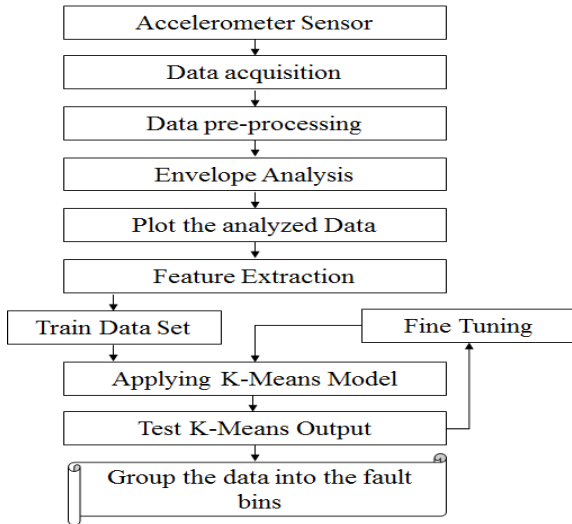 Accelerometer Sensor
Data acquisition
Data pre-processing
Envelope Analysis
Plot the analyzed Data
Feature Extraction
Train Data Set
Fine Tuning
Applying K-Means Model
Test K-Means Output
Group the data into the fault
bins